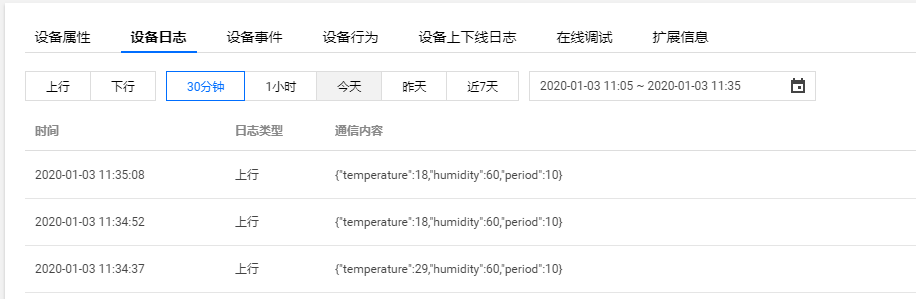 设备属性 设备日志 设备事件 设备行为 设备上下线日志 在线调试 扩展信息
上行 下行 30分钟 1小时 今天 昨天 近7天 2020-01-03 11:05 ~ 2020-01-03 11:35
时间 日志类型 通信内容
2020-01-03 11:35:08 上行 {"temperature":18,"humidity":60,"period":10}
2020-01-03 11:34:52 上行 {"temperature":18,"humidity":60,"period":10}
2020-01-03 11:34:37 上行 {"temperature":29,"humidity":60,"period":10}